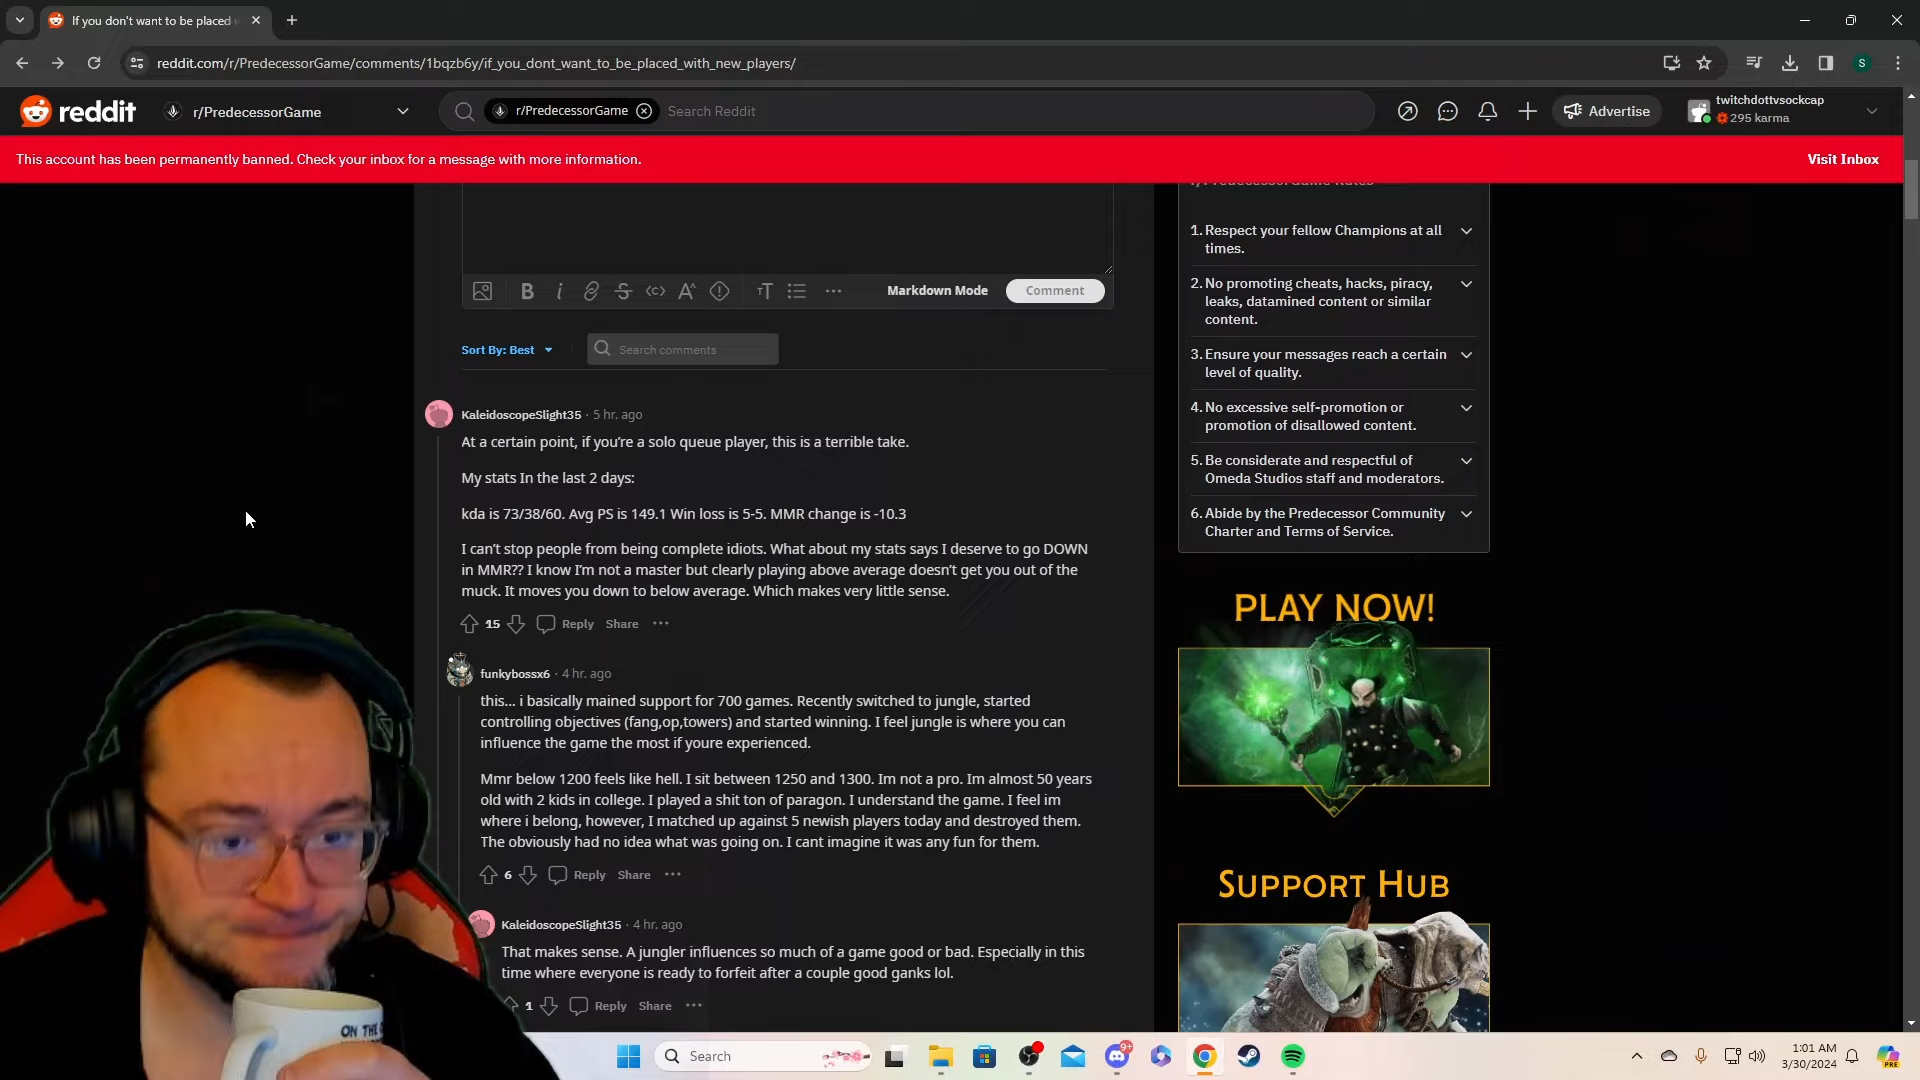 If you don't want to be placed
reddit.com/r/PredecessorGame/comments/1bqzb6y/if_you_dont_want_to_be_placed_with_new_players/
S
reddit
r/PredecessorGame
r/PredecessorGame
Search Reddit
Advertise
twitchdottvsockcap
295 karma
This account has been permanently banned. Check your inbox for a message with more information.
Visit Inbox
Markdown Mode
Comment
Sort By: Best
Search comments
KaleidoscopeSlight35 · 5 hr. ago
At a certain point, if you're a solo queue player, this is a terrible take.
My stats In the last 2 days:
kda is 73/38/60. Avg PS is 149.1 Win loss is 5-5. MMR change is -10.3
I can't stop people from being complete idiots. What about my stats says I deserve to go DOWN
in MMR?? I know I'm not a master but clearly playing above average doesn't get you out of the
muck. It moves you down to below average. Which makes very little sense.
15
Reply
Share
funkybossx6 · 4 hr. ago
this... i basically mained support for 700 games. Recently switched to jungle, started
controlling objectives (fang,op,towers) and started winning. I feel jungle is where you can
influence the game the most if youre experienced.
Mmr below 1200 feels like hell. I sit between 1250 and 1300. Im not a pro. Im almost 50 years
old with 2 kids in college. I played a shit ton of paragon. I understand the game. I feel im
where i belong, however, I matched up against 5 newish players today and destroyed them.
The obviously had no idea what was going on. I cant imagine it was any fun for them.
6
Reply
Share
KaleidoscopeSlight35 · 4 hr. ago
That makes sense. A jungler influences so much of a game good or bad. Especially in this
time where everyone is ready to forfeit after a couple good ganks lol.
1
Reply
Share
1. Respect your fellow Champions at all
times.
2. No promoting cheats, hacks, piracy,
leaks, datamined content or similar
content.
3. Ensure your messages reach a certain
level of quality.
4. No excessive self-promotion or
promotion of disallowed content.
5. Be considerate and respectful of
Omeda Studios staff and moderators.
6. Abide by the Predecessor Community
Charter and Terms of Service.
PLAY NOW!
SUPPORT HUB
ON THE
Search
9+
1:01 AM
3/30/2024
PRE